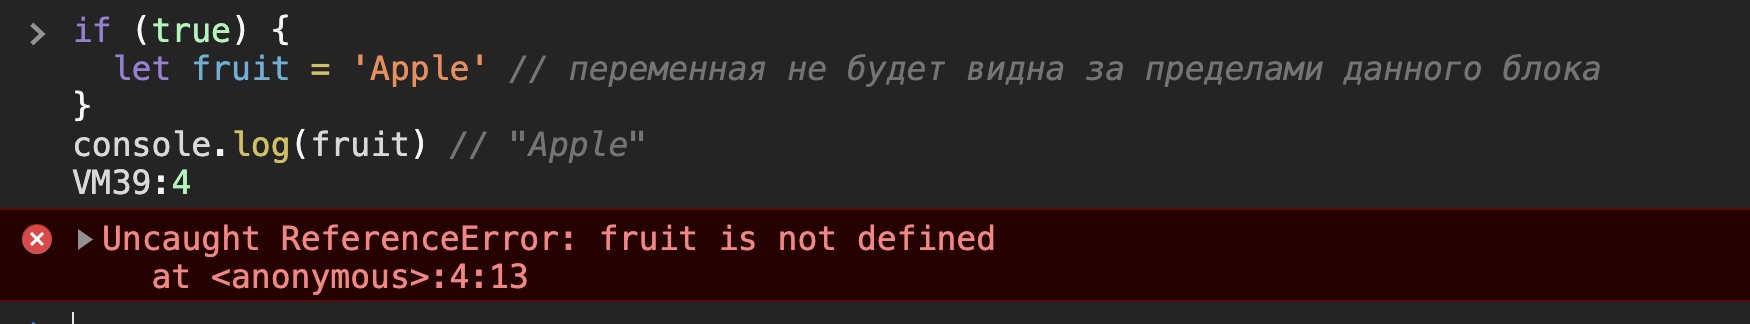 if (true) {
  let fruit = 'Apple' // переменная не будет видна за пределами данного блока
}
console.log(fruit) // "Apple"
VM39:4
Uncaught ReferenceError: fruit is not defined
    at <anonymous>:4:13